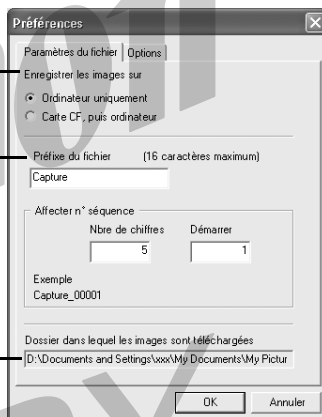 Préférences
Paramètres du fichier Options
Enregistrer les images sur
Ordinateur uniquement
Carte CF, puis ordinateur
Préfixe du fichier (16 caractères maximum)
Capture
Affecter n° séquence
Nbre de chiffres Démarrer
5 1
Exemple
Capture_00001
Dossier dans lequel les images sont téléchargées
D:\Documents and Settings\xxx\My Documents\My Pictur
OK Annuler